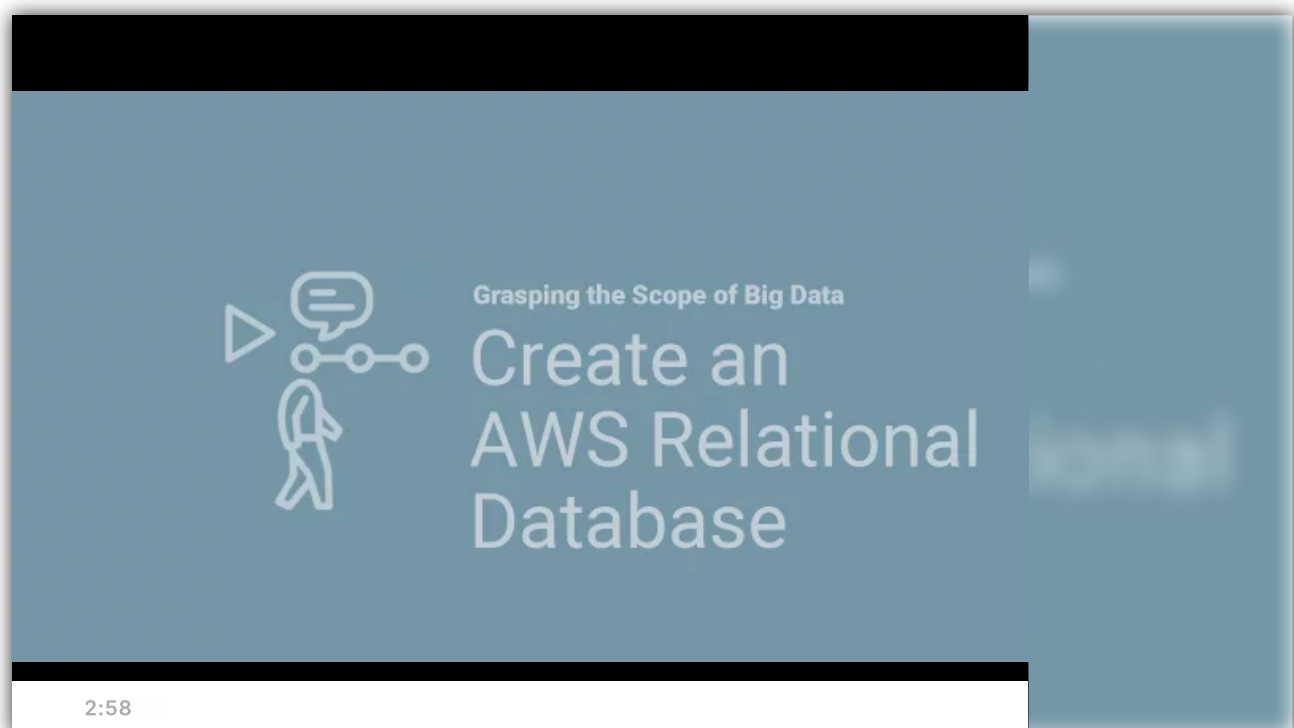 Grasping the Scope of Big Data
Create an
AWS Relational
Database
2:58